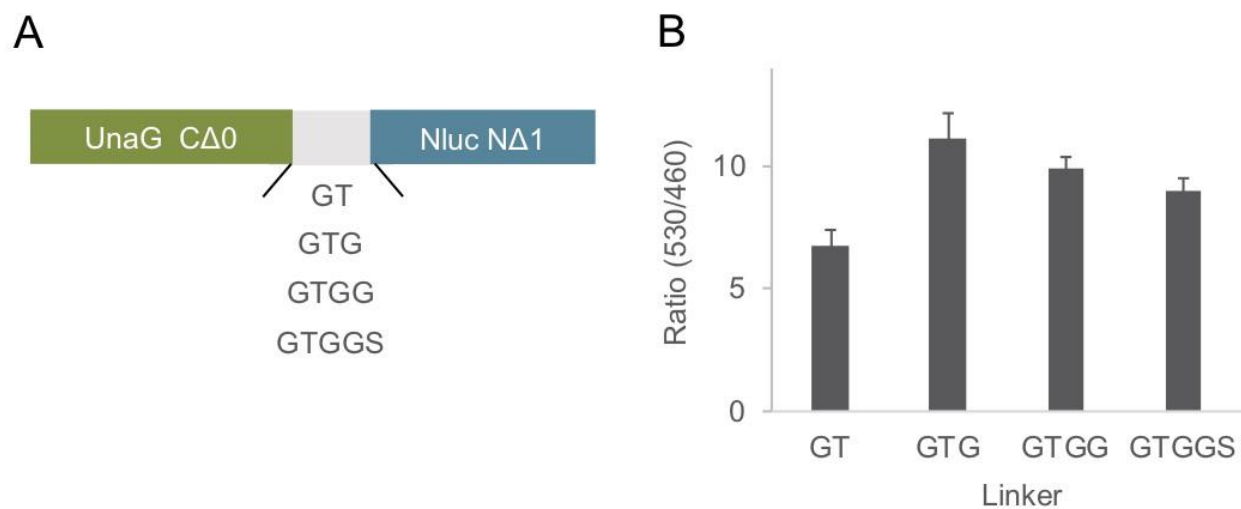 A
UnaG CΔ0
Nluc NΔ1
GT
GTG
GTGG
GTGGS
B
Ratio (530/460)
10
5
0
GT GTG GTGG GTGGS
Linker